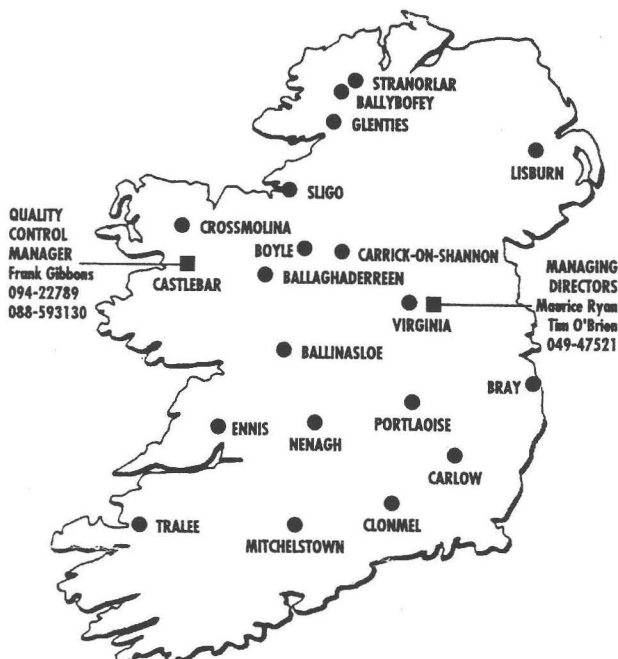 STRANORLAR
BALLYBOFEY
GLENTIES
LISBURN
SLIGO
QUALITY
CONTROL
MANAGER
Frank Gibbons
094-22789
088-593130
CROSSMOLINA
BOYLE
CARRICK-ON-SHANNON
CASTLEBAR
BALLAGHADERREEN
MANAGING
DIRECTORS
Maurice Ryan
Tim O'Brien
049-47521
VIRGINIA
BALLINASLOE
BRAY
PORTLAOISE
ENNIS
NENAGH
CARLOW
CLONMEL
TRALEE
MITCHELSTOWN